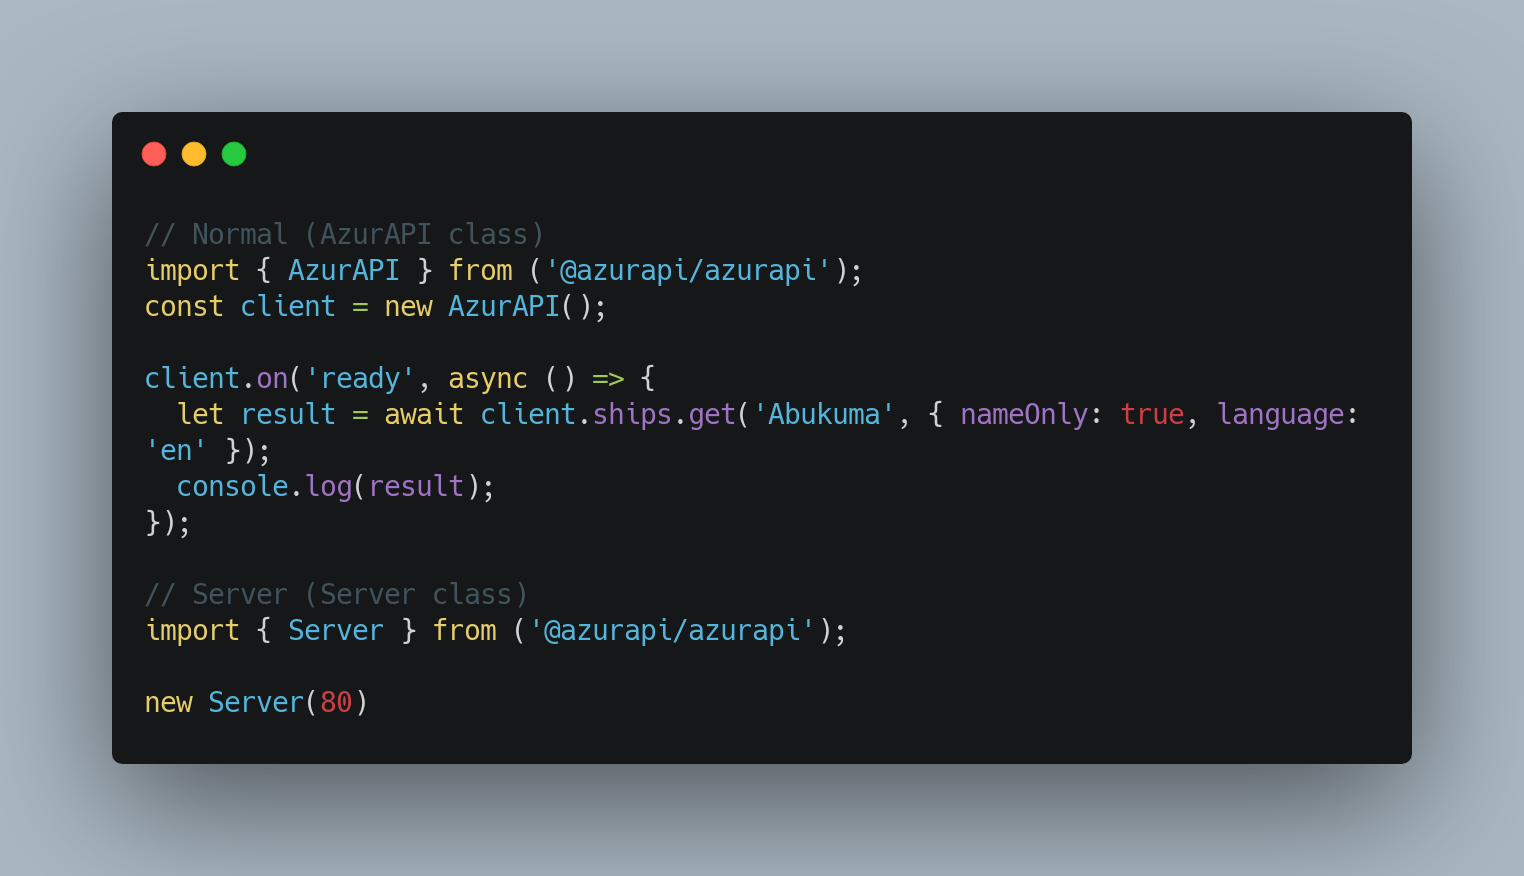 // Normal (AzurAPI class)
import { AzurAPI } from ('@azurapi/azurapi');
const client = new AzurAPI();

client.on('ready', async () => {
  let result = await client.ships.get('Abukuma', { nameOnly: true, language:
'en' });
  console.log(result);
});

// Server (Server class)
import { Server } from ('@azurapi/azurapi');

new Server(80)